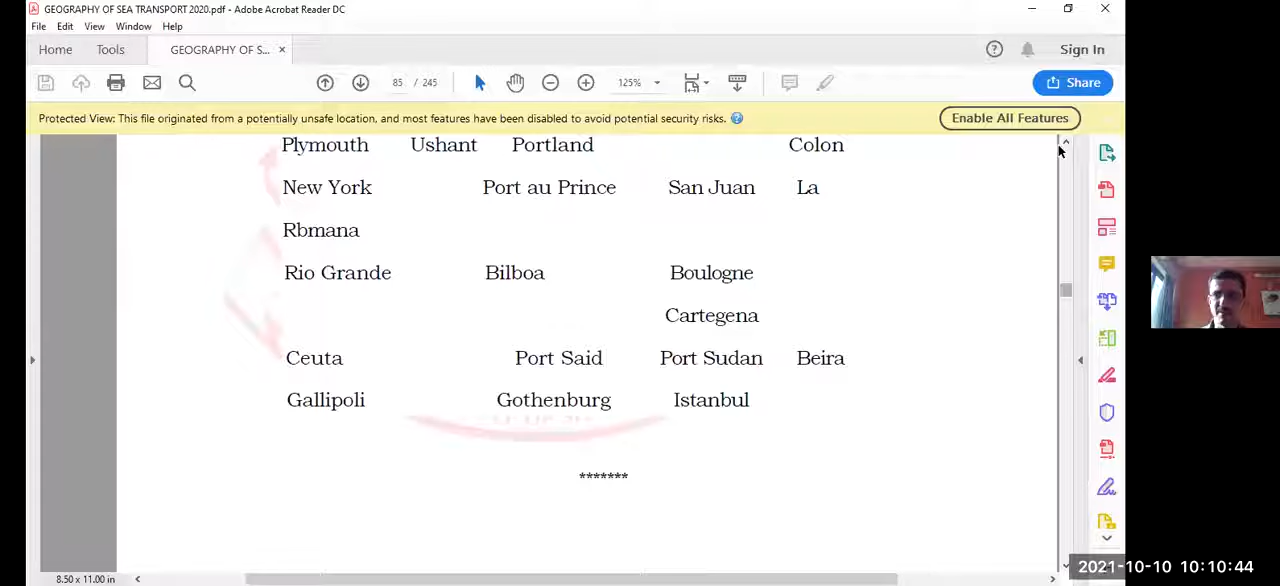 GEOGRAPHY OF SEA TRANSPORT 2020.pdf - Adobe Acrobat Reader DC
File Edit View Window Help
Home Tools GEOGRAPHY OF S... × Sign In
85 / 245 125% Share
Protected View: This file originated from a potentially unsafe location, and most features have been disabled to avoid potential security risks. Enable All Features
Plymouth Ushant Portland Colon
New York Port au Prince San Juan La
Rbmana
Rio Grande Bilboa Boulogne
Cartegena
Ceuta Port Said Port Sudan Beira
Gallipoli Gothenburg Istanbul
*******
8.50 x 11.00 in
2021-10-10 10:10:44